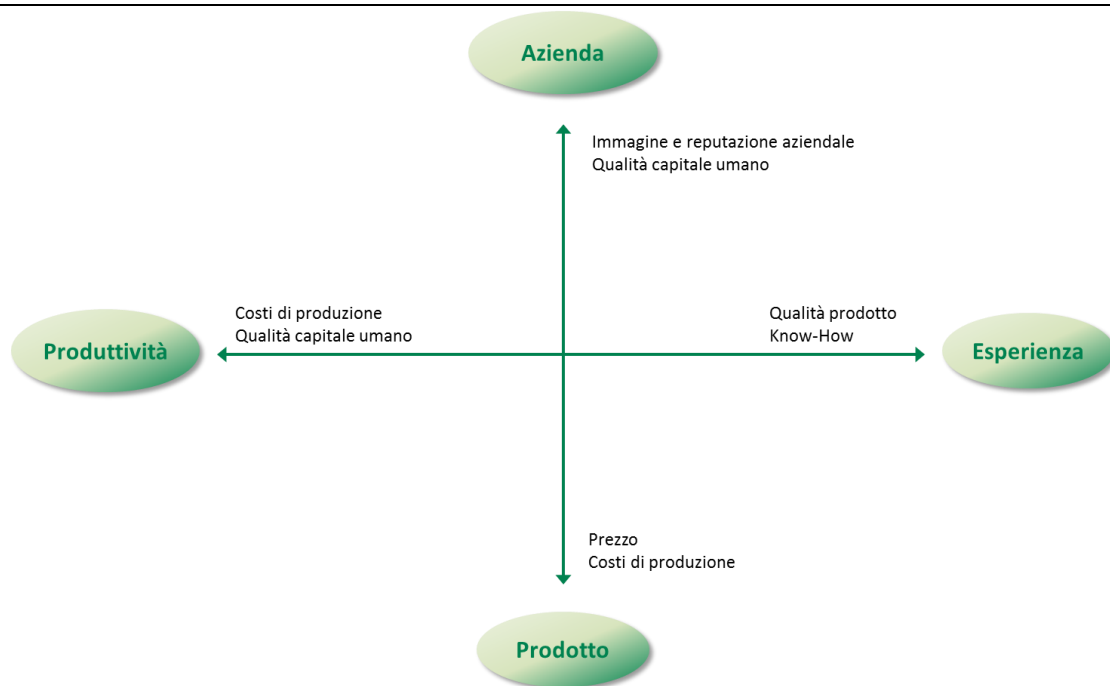 Azienda
Immagine e reputazione aziendale
Qualità capitale umano
Costi di produzione
Qualità capitale umano
Qualità prodotto
Know-How
Produttività
Esperienza
Prezzo
Costi di produzione
Prodotto